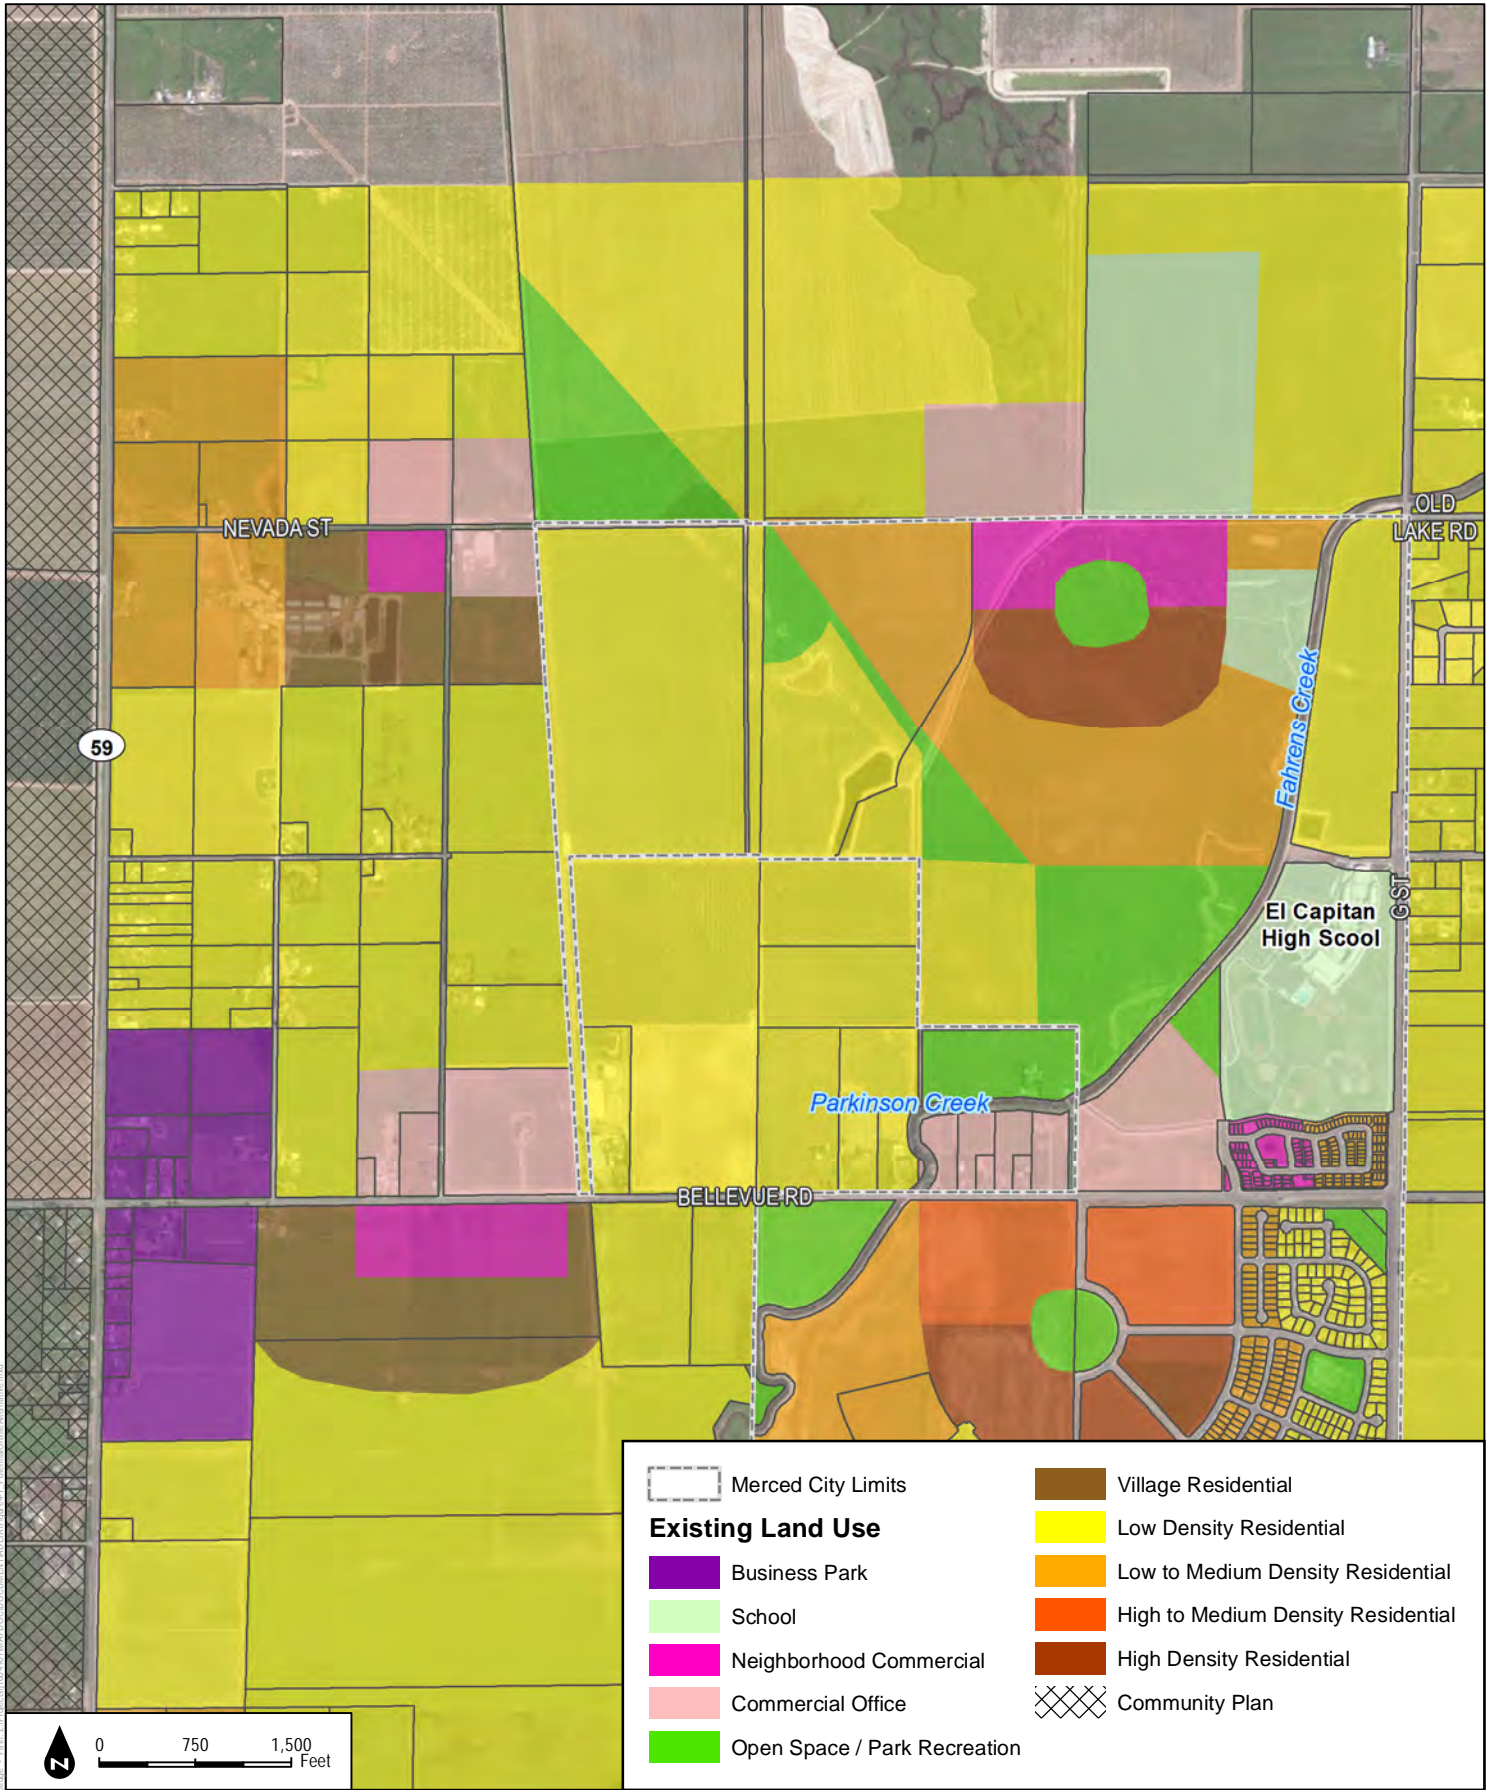 NEVADA ST
OLD
LAKE RD
59
Fahrens Creek
G ST
El Capitan
High Scool
Parkinson Creek
BELLEVUE RD
Merced City Limits
Existing Land Use
Business Park
School
Neighborhood Commercial
Commercial Office
Open Space / Park Recreation
Village Residential
Low Density Residential
Low to Medium Density Residential
High to Medium Density Residential
High Density Residential
Community Plan
N
0 750 1,500
Feet